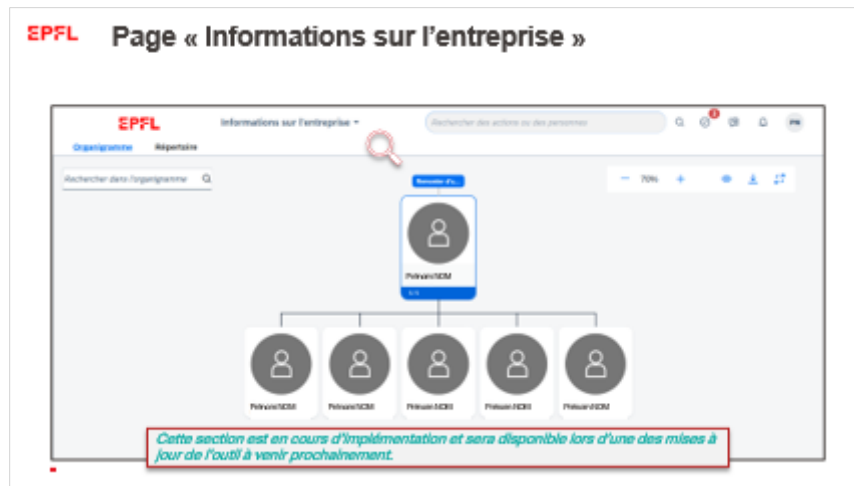 EPFL
Page « Informations sur l'entreprise »
EPFL
Informations sur l'entreprise
Rechercher des actions ou des personnes
Organigramme
Répertoire
Rechercher dans l'organigramme
70%
Prénom NOM
Prénom NOM
Prénom NOM
Prénom NOM
Prénom NOM
Prénom NOM
Cette section est en cours d'implémentation et sera disponible lors d'une des mises à
jour de l'outil à venir prochainement.